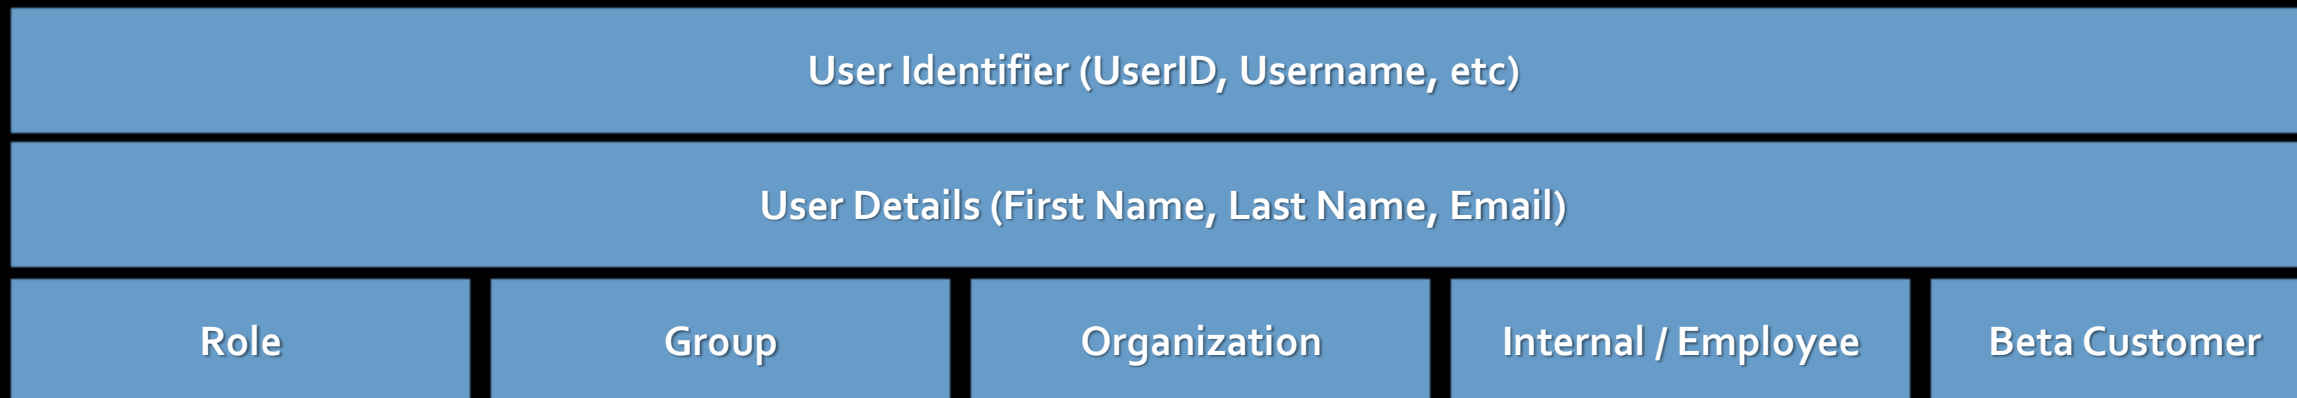 User Identifier (UserID, Username, etc)
User Details (First Name, Last Name, Email)
Role
Group
Organization
Internal / Employee
Beta Customer